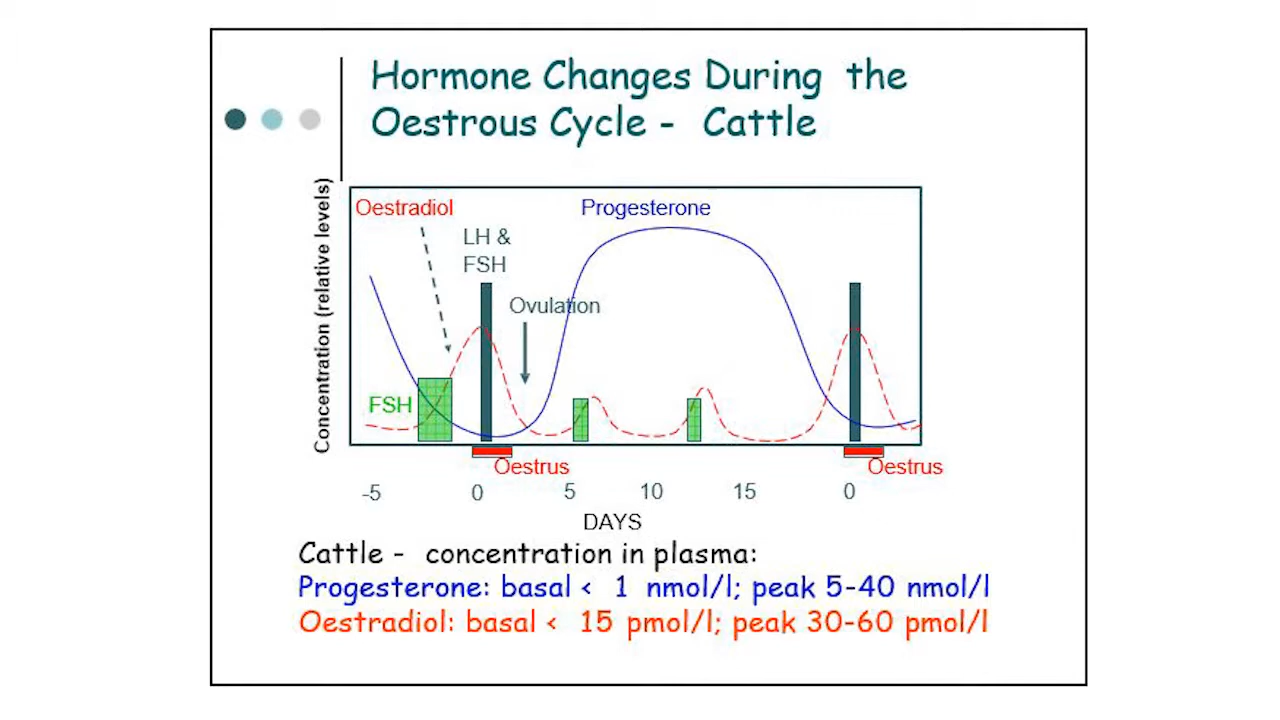 Hormone Changes During the
Oestrous Cycle - Cattle
Concentration (relative levels)
Oestradiol
Progesterone
LH &
FSH
Ovulation
FSH
Oestrus
Oestrus
-5 0 5 10 15 0
DAYS
Cattle - concentration in plasma:
Progesterone: basal < 1 nmol/l; peak 5-40 nmol/l
Oestradiol: basal < 15 pmol/l; peak 30-60 pmol/l